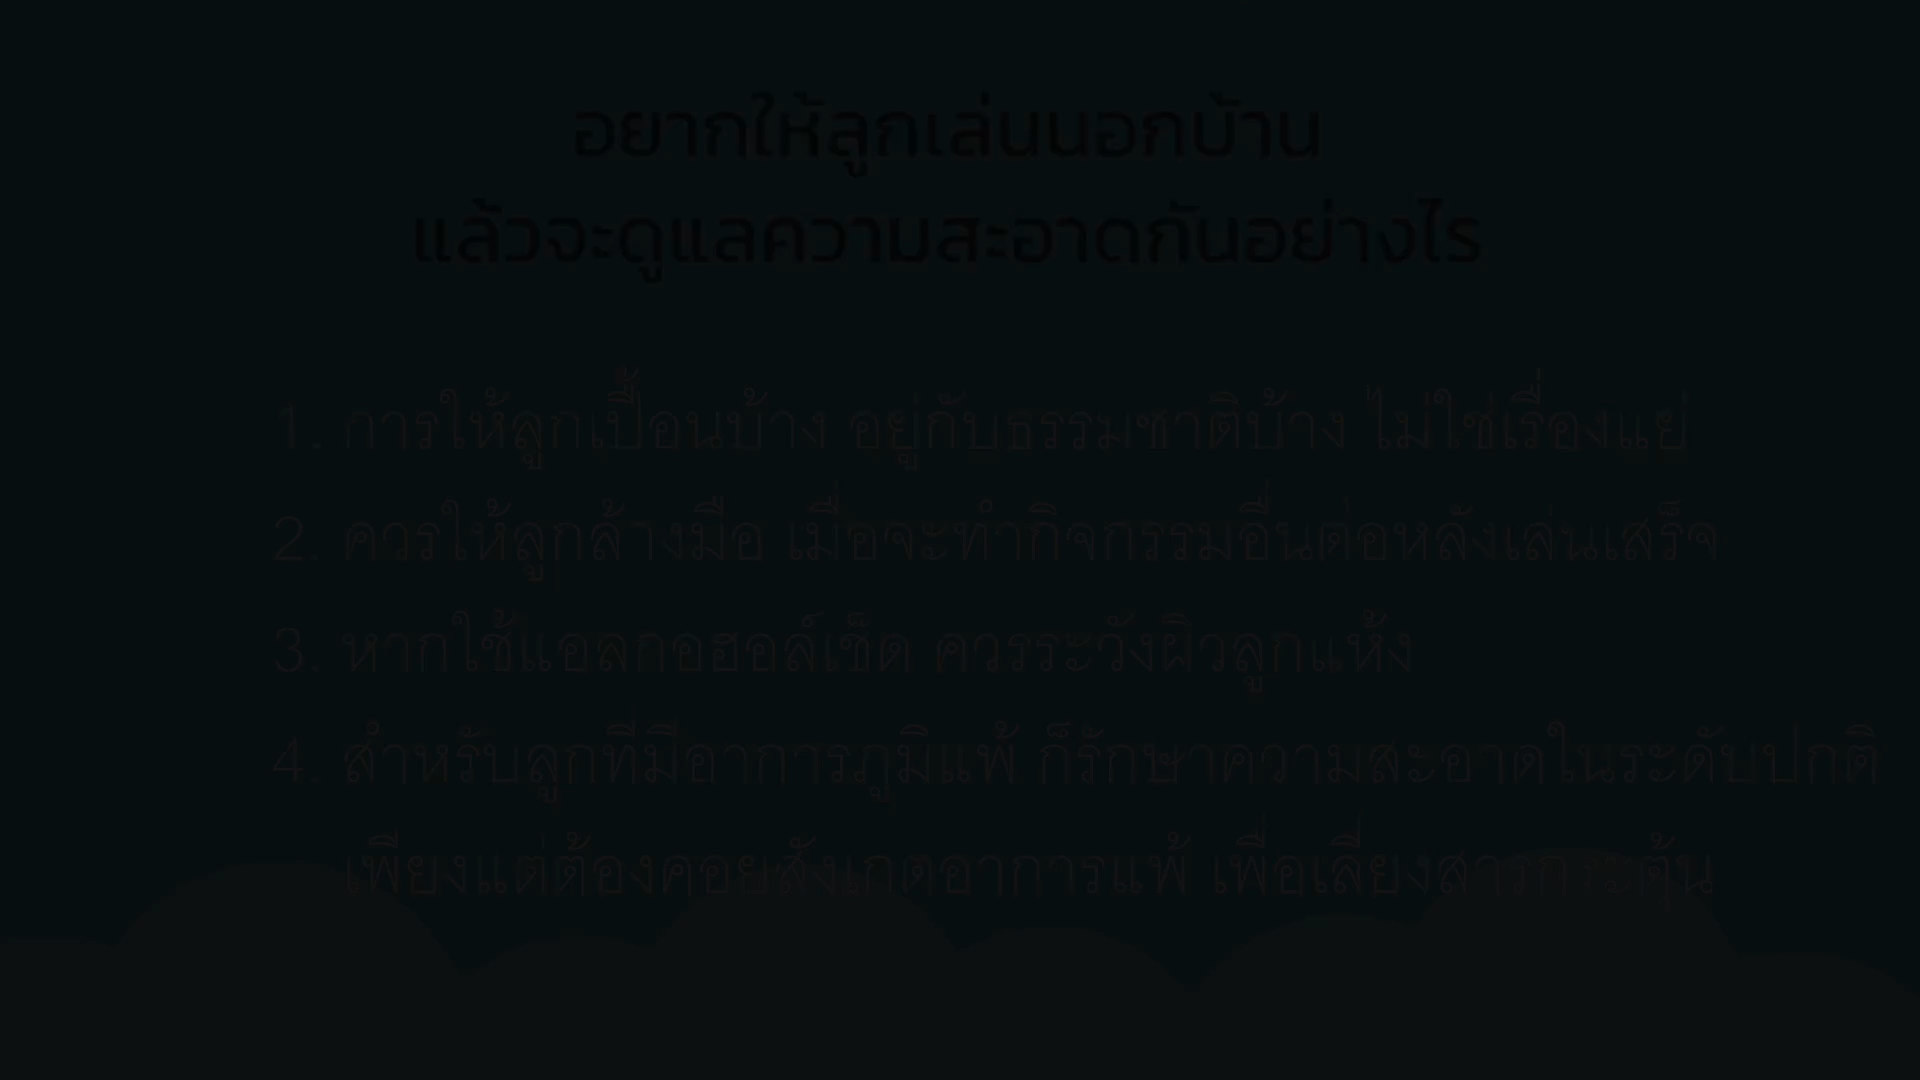 อยากให้ลูกเล่นนอกบ้าน
แล้วจะดูแลความสะอาดกันอย่างไร
1. การให้ลูกเปื้อนบ้าง อยู่กับธรรมชาติบ้าง ไม่ใช่เรื่องแย่
2. ควรให้ลูกล้างมือ เมื่อจะทำกิจกรรมอื่นต่อหลังเล่นเสร็จ
3. หากใช้แอลกอฮอล์เช็ด ควรระวังผิวลูกแห้ง
4. สำหรับลูกที่มีอาการภูมิแพ้ ก็รักษาความสะอาดในระดับปกติ
เพียงแต่ต้องคอยสังเกตอาการแพ้ เพื่อเลี่ยงสารกระตุ้น